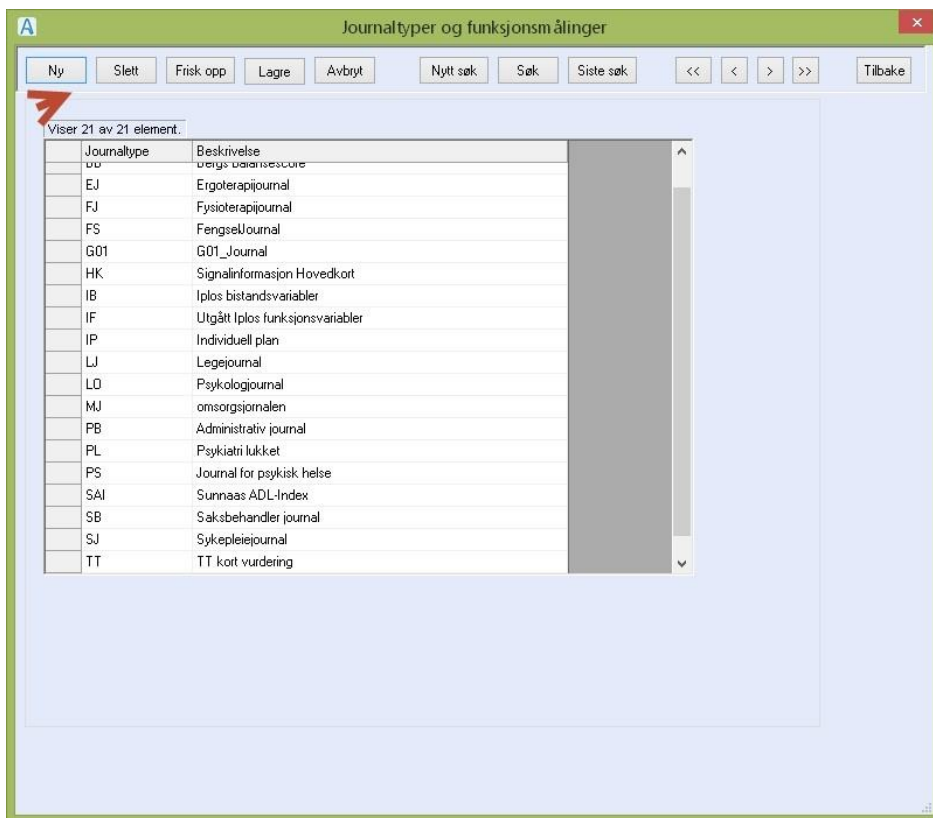 A Journaltyper og funksjonsmålinger ×
Ny Slett Frisk opp Lagre Avbryt Nytt søk Søk Siste søk << < > >> Tilbake
Viser 21 av 21 element.
Journaltype Beskrivelse
BB Bergs balansescore
EJ Ergoterapijournal
FJ Fysioterapijournal
FS FengselJournal
G01 G01_Journal
HK Signalinformasjon Hovedkort
IB Iplos bistandsvariabler
IF Utgått Iplos funksjonsvariabler
IP Individuell plan
LJ Legejournal
LO Psykologjournal
MJ omsorgsjornalen
PB Administrativ journal
PL Psykiatri lukket
PS Journal for psykisk helse
SAI Sunnaas ADL-Index
SB Saksbehandler journal
SJ Sykepleiejournal
TT TT kort vurdering